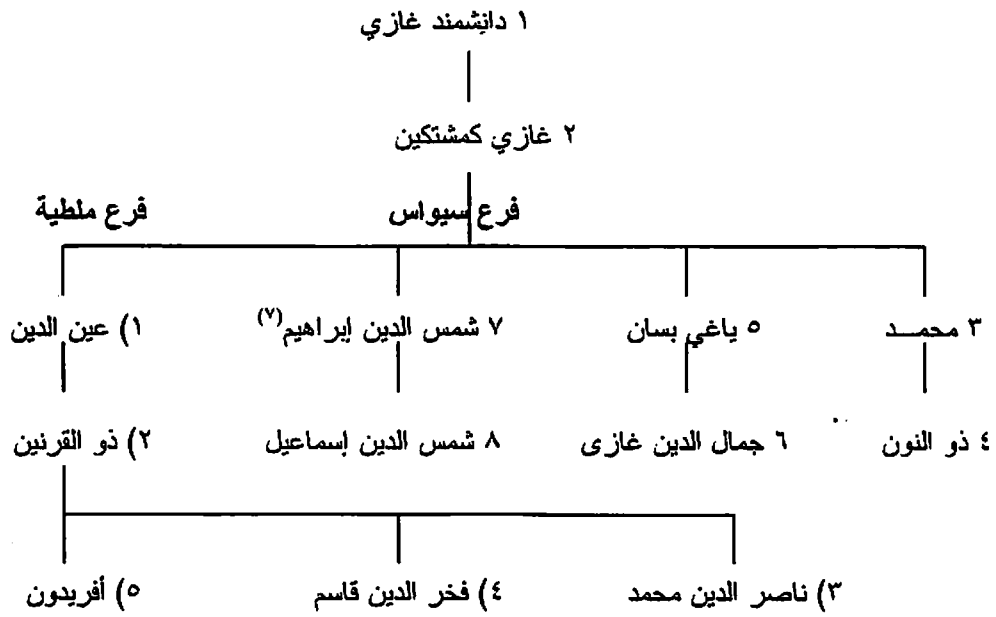 ١ دانشمند غازي
٢ غازي كمشتكين
فرع سيواس فرع ملطية
٣ محمـــد ٥ ياغي بسان ٧ شمس الدين إبراهيم(٧) ١) عين الدين
٤ ذو النون ٦ جمال الدين غازى ٨ شمس الدين إسماعيل ٢) ذو القرنين
٣) ناصر الدين محمد ٤) فخر الدين قاسم ٥) أفريدون